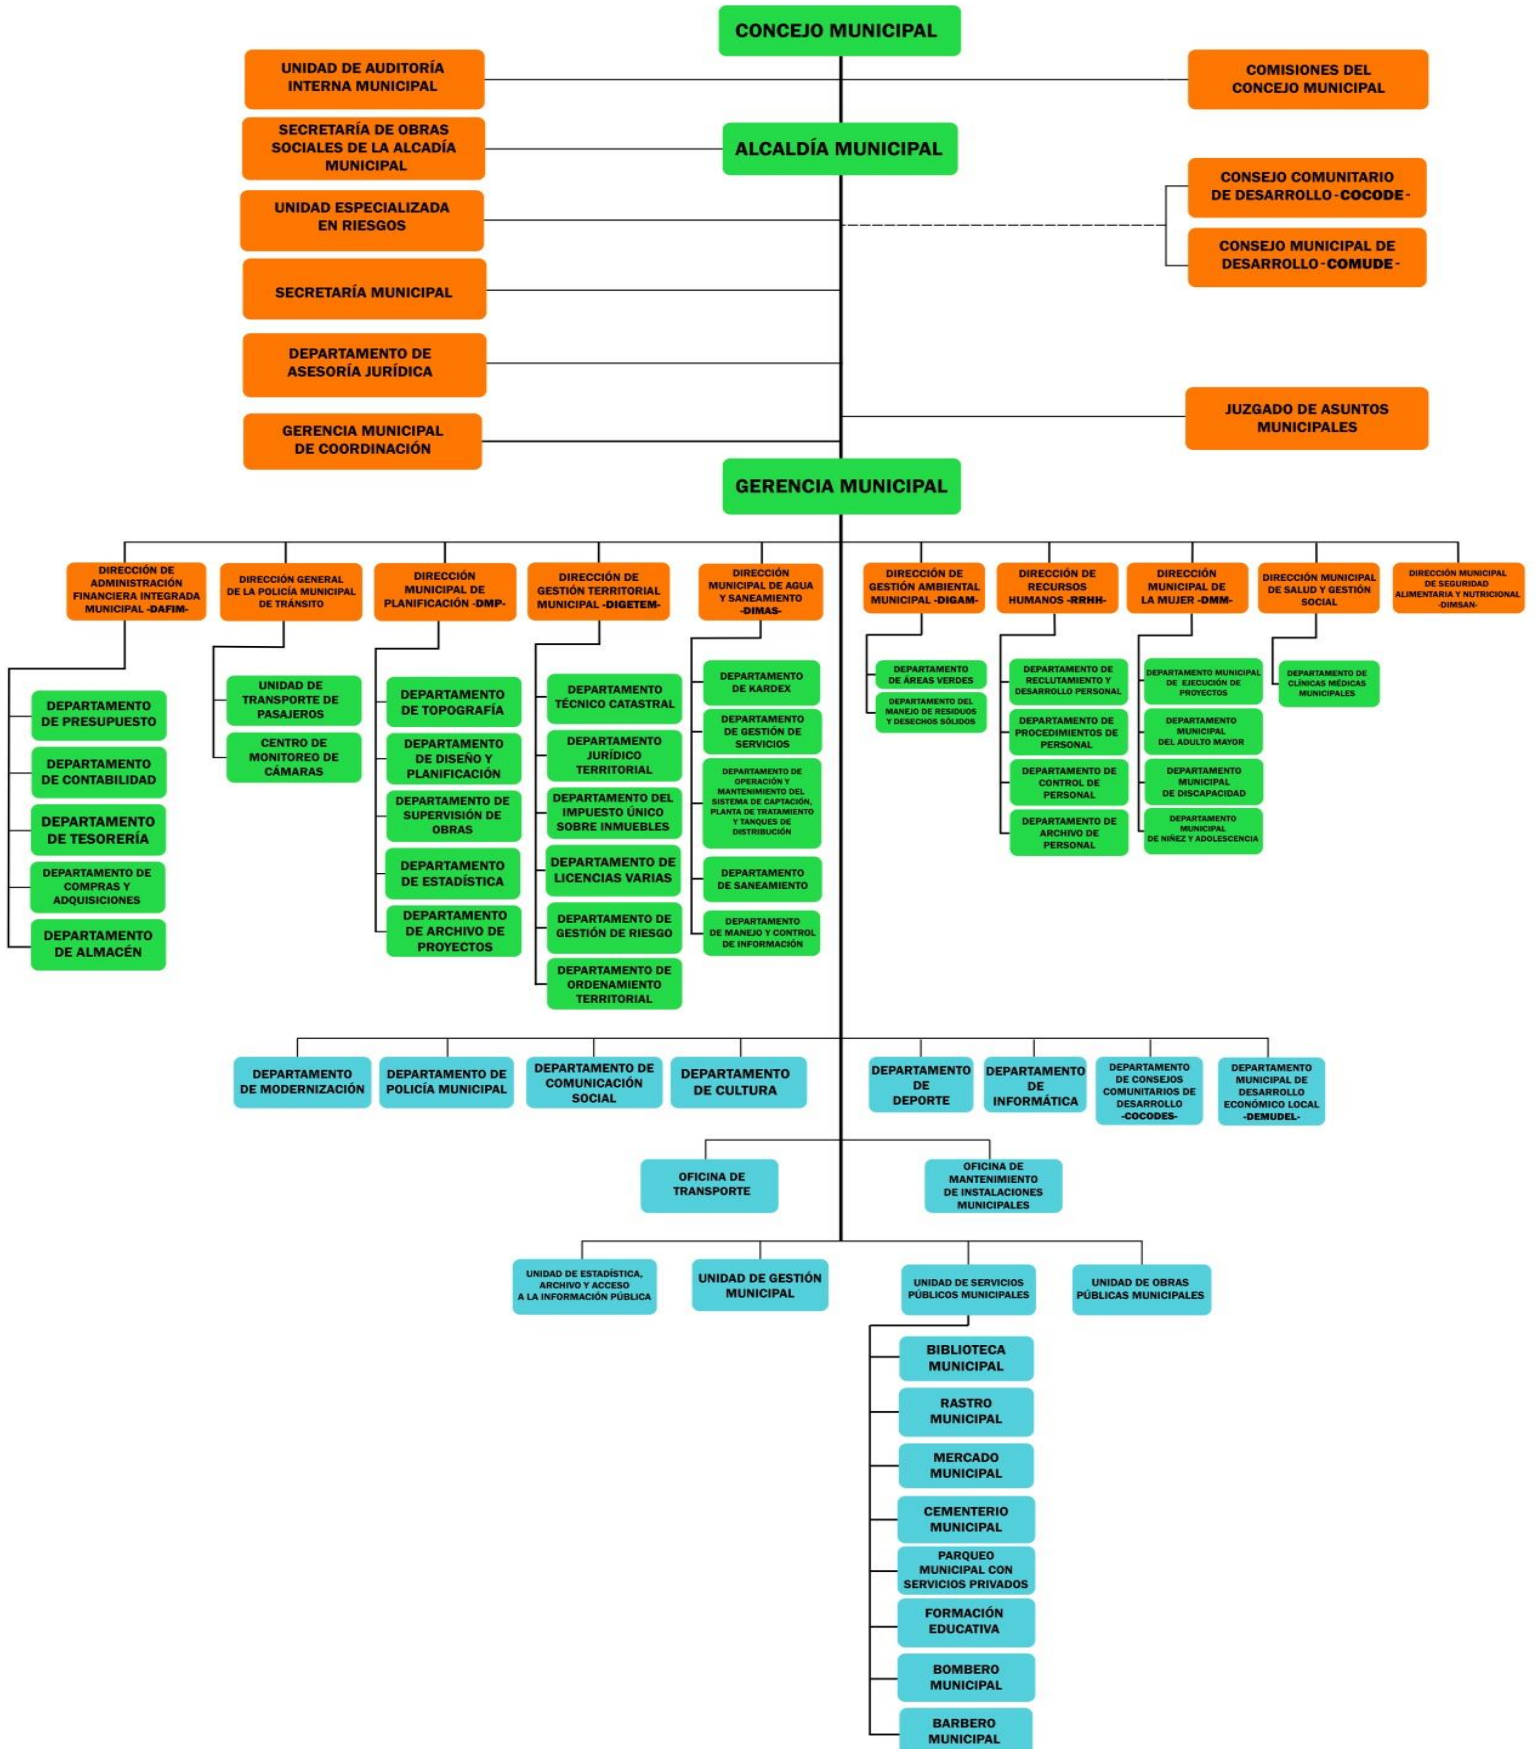 CONCEJO MUNICIPAL
UNIDAD DE AUDITORÍA
INTERNA MUNICIPAL
COMISIONES DEL
CONCEJO MUNICIPAL
SECRETARÍA DE OBRAS
SOCIALES DE LA ALCADÍA
MUNICIPAL
ALCALDÍA MUNICIPAL
CONSEJO COMUNITARIO
DE DESARROLLO -COCODE-
UNIDAD ESPECIALIZADA
EN RIESGOS
CONSEJO MUNICIPAL DE
DESARROLLO -COMUDE-
SECRETARÍA MUNICIPAL
DEPARTAMENTO DE
ASESORÍA JURÍDICA
JUZGADO DE ASUNTOS
MUNICIPALES
GERENCIA MUNICIPAL
DE COORDINACIÓN
GERENCIA MUNICIPAL
DIRECCIÓN DE
ADMINISTRACIÓN
FINANCIERA INTEGRADA
MUNICIPAL -DAFIM-
DIRECCIÓN GENERAL
DE LA POLICÍA MUNICIPAL
DE TRÁNSITO
DIRECCIÓN
MUNICIPAL DE
PLANIFICACIÓN -DMP-
DIRECCIÓN DE
GESTIÓN TERRITORIAL
MUNICIPAL -DIGETEM-
DIRECCIÓN
MUNICIPAL DE AGUA
Y SANEAMIENTO
-DIMAS-
DIRECCIÓN DE
GESTIÓN AMBIENTAL
MUNICIPAL -DIGAM-
DIRECCIÓN DE
RECURSOS
HUMANOS -RRHH-
DIRECCIÓN
MUNICIPAL DE
LA MUJER -DMM-
DIRECCIÓN MUNICIPAL
DE SALUD Y GESTIÓN
SOCIAL
DIRECCIÓN MUNICIPAL
DE SEGURIDAD
ALIMENTARIA Y NUTRICIONAL
-DIMSAN-
DEPARTAMENTO
DE PRESUPUESTO
DEPARTAMENTO
DE CONTABILIDAD
DEPARTAMENTO
DE TESORERÍA
DEPARTAMENTO DE
COMPRAS Y
ADQUISICIONES
DEPARTAMENTO
DE ALMACÉN
UNIDAD DE
TRANSPORTE DE
PASAJEROS
CENTRO DE
MONITOREO DE
CÁMARAS
DEPARTAMENTO
DE TOPOGRAFÍA
DEPARTAMENTO
DE DISEÑO Y
PLANIFICACIÓN
DEPARTAMENTO DE
SUPERVISIÓN DE
OBRAS
DEPARTAMENTO
DE ESTADÍSTICA
DEPARTAMENTO
DE ARCHIVO DE
PROYECTOS
DEPARTAMENTO
TÉCNICO CATASTRAL
DEPARTAMENTO
JURÍDICO
TERRITORIAL
DEPARTAMENTO DEL
IMPUESTO ÚNICO
SOBRE INMUEBLES
DEPARTAMENTO DE
LICENCIAS VARIAS
DEPARTAMENTO DE
GESTIÓN DE RIESGO
DEPARTAMENTO DE
ORDENAMIENTO
TERRITORIAL
DEPARTAMENTO
DE KARDEX
DEPARTAMENTO
DE GESTIÓN DE
SERVICIOS
DEPARTAMENTO DE
OPERACIÓN Y
MANTENIMIENTO DEL
SISTEMA DE CAPTACIÓN,
PLANTA DE TRATAMIENTO
Y TANQUES DE
DISTRIBUCIÓN
DEPARTAMENTO
DE SANEAMIENTO
DEPARTAMENTO
DE MANEJO Y CONTROL
DE INFORMACIÓN
DEPARTAMENTO
DE ÁREAS VERDES
DEPARTAMENTO DEL
MANEJO DE RESIDUOS
Y DESECHOS SÓLIDOS
DEPARTAMENTO DE
RECLUTAMIENTO Y
DESARROLLO PERSONAL
DEPARTAMENTO DE
PROCEDIMIENTOS DE
PERSONAL
DEPARTAMENTO DE
CONTROL DE
PERSONAL
DEPARTAMENTO DE
ARCHIVO DE
PERSONAL
DEPARTAMENTO MUNICIPAL
DE EJECUCIÓN DE
PROYECTOS
DEPARTAMENTO
MUNICIPAL
DEL ADULTO MAYOR
DEPARTAMENTO
MUNICIPAL
DE DISCAPACIDAD
DEPARTAMENTO
MUNICIPAL
DE NIÑEZ Y ADOLESCENCIA
DEPARTAMENTO DE
CLÍNICAS MÉDICAS
MUNICIPALES
DEPARTAMENTO
DE MODERNIZACIÓN
DEPARTAMENTO DE
POLICÍA MUNICIPAL
DEPARTAMENTO DE
COMUNICACIÓN
SOCIAL
DEPARTAMENTO
DE CULTURA
DEPARTAMENTO
DE
DEPORTE
DEPARTAMENTO
DE
INFORMÁTICA
DEPARTAMENTO
DE CONSEJOS
COMUNITARIOS DE
DESARROLLO
-COCODES-
DEPARTAMENTO
MUNICIPAL DE
DESARROLLO
ECONÓMICO LOCAL
-DEMUDEL-
OFICINA DE
TRANSPORTE
OFICINA DE
MANTENIMIENTO
DE INSTALACIONES
MUNICIPALES
UNIDAD DE ESTADÍSTICA,
ARCHIVO Y ACCESO
A LA INFORMACIÓN PÚBLICA
UNIDAD DE GESTIÓN
MUNICIPAL
UNIDAD DE SERVICIOS
PÚBLICOS MUNICIPALES
UNIDAD DE OBRAS
PÚBLICAS MUNICIPALES
BIBLIOTECA
MUNICIPAL
RASTRO
MUNICIPAL
MERCADO
MUNICIPAL
CEMENTERIO
MUNICIPAL
PARQUEO
MUNICIPAL CON
SERVICIOS PRIVADOS
FORMACIÓN
EDUCATIVA
BOMBERO
MUNICIPAL
BARBERO
MUNICIPAL